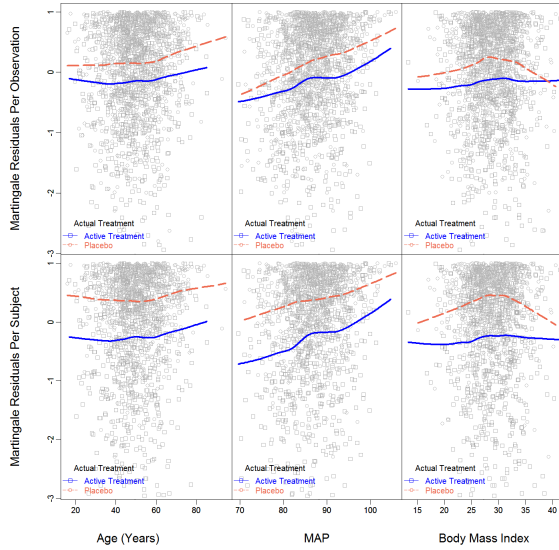 Martingale Residuals Per Observation
1
0
-1
-2
-3
Actual Treatment
Active Treatment
Placebo
Actual Treatment
Active Treatment
Placebo
Actual Treatment
Active Treatment
Placebo
Martingale Residuals Per Subject
1
0
-1
-2
-3
Actual Treatment
Active Treatment
Placebo
Actual Treatment
Active Treatment
Placebo
Actual Treatment
Active Treatment
Placebo
20 40 60 80
70 80 90 100
15 20 25 30 35 40
Age (Years)
MAP
Body Mass Index